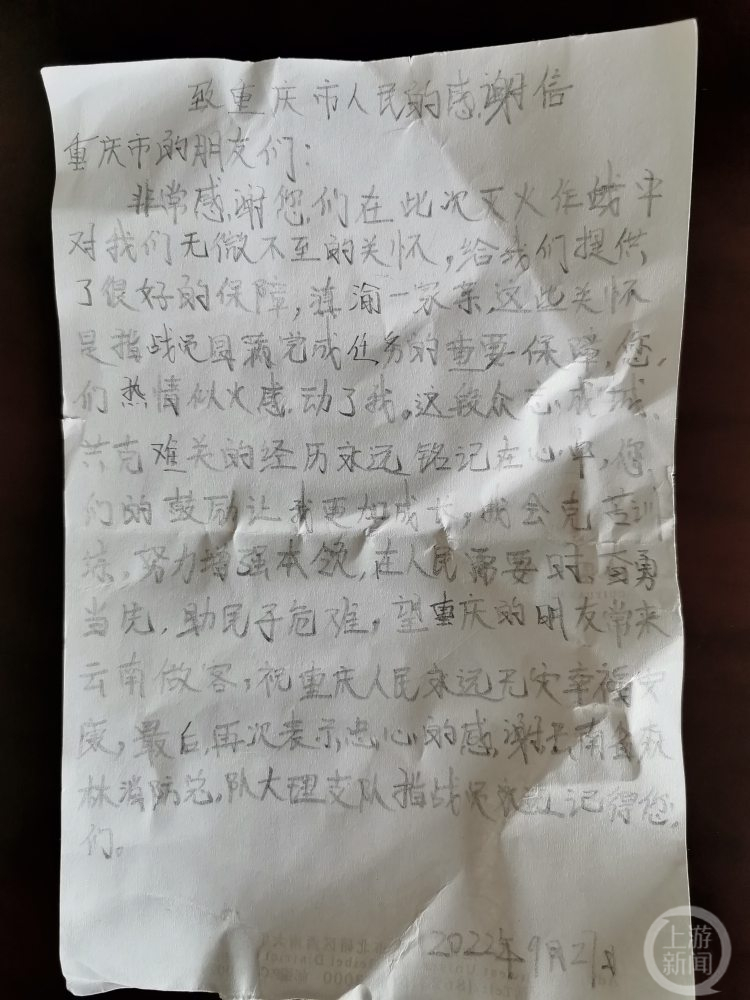 致重庆市人民的感谢信
重庆市的朋友们：
非常感谢您们在此次灭火作战中
对我们无微不至的关怀，给我们提供
了很好的保障，滇渝一家亲，这些关怀
是指战员圆满完成任务的重要保障，您
们热情似火感动了我。这段众志成城、
共克难关的经历永远铭记在心中，您
们的鼓励让我更加成长，我会克苦训
练，努力增强本领，在人民需要时，奋勇
当先，助民于危难，望重庆的朋友常来
云南做客，祝重庆人民永远无灾幸福安
康，最后再次表示忠心的感谢云南省森
林消防总队大理支队指战员永远记得您
们。
2022年9月2日
上游
新闻